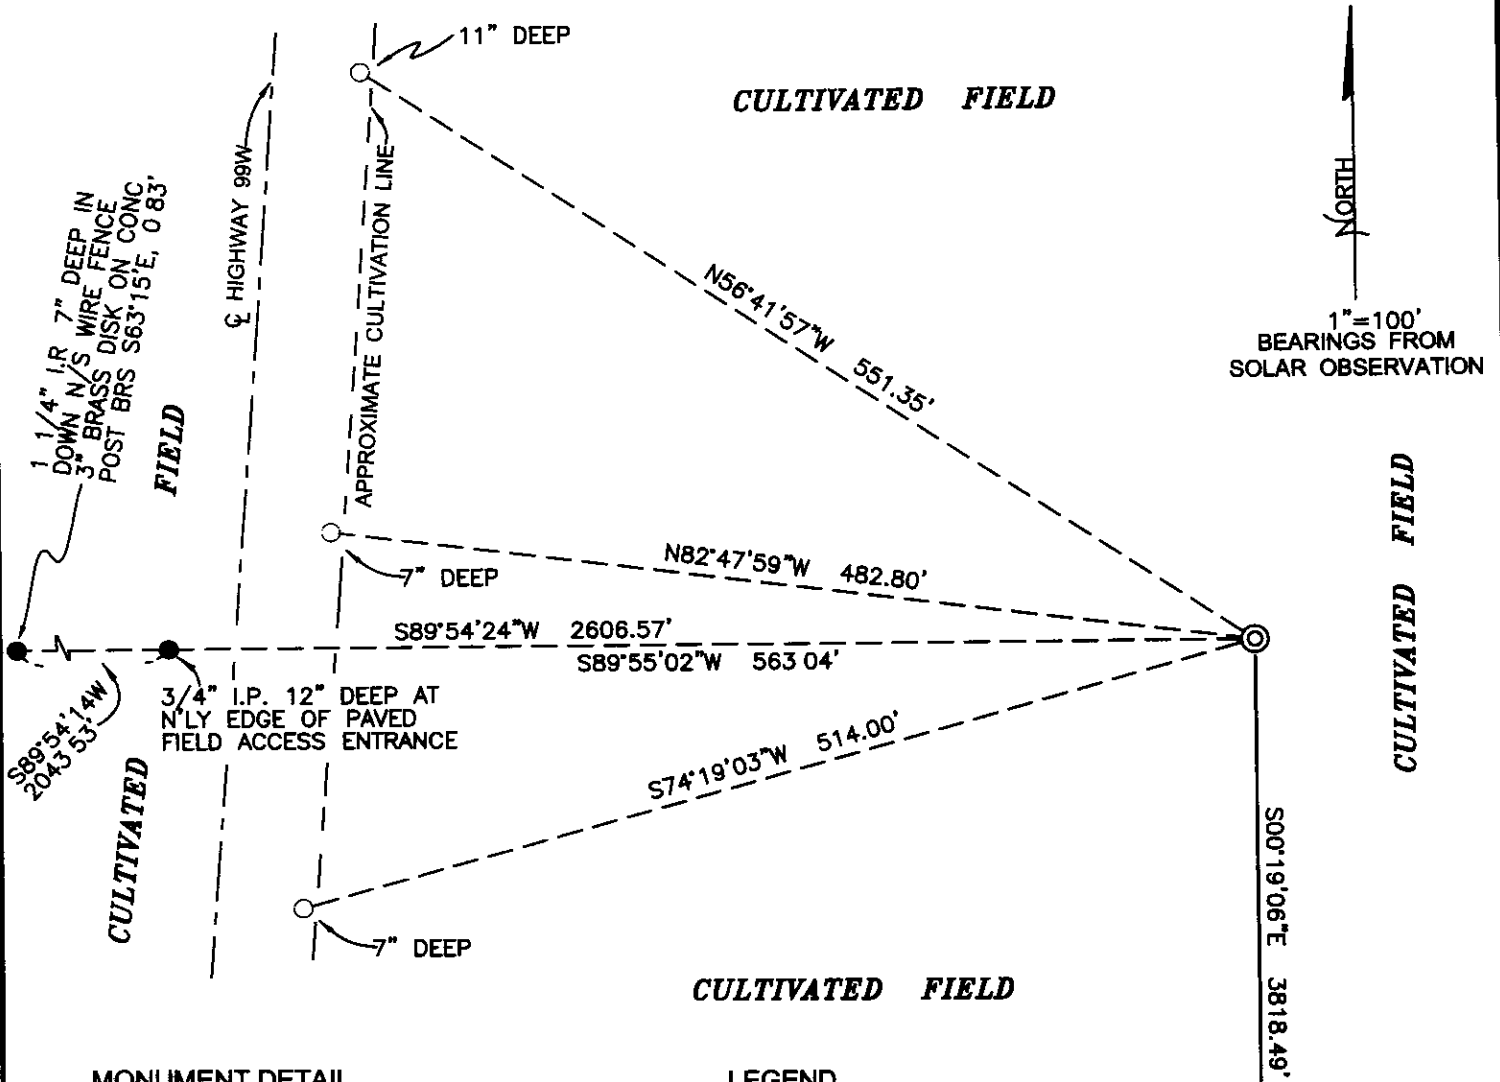 11" DEEP
CULTIVATED FIELD
℄ HIGHWAY 99W
APPROXIMATE CULTIVATION LINE
NORTH
1"=100'
BEARINGS FROM
SOLAR OBSERVATION
1 1/4" I.R 7" DEEP IN
DOWN N/S WIRE FENCE
3" BRASS DISK ON CONC
POST BRS S63°15'E, 0 83'
FIELD
N56°41'57"W 551.35'
CULTIVATED FIELD
7" DEEP
N82°47'59"W 482.80'
S89°54'24"W 2606.57'
S89°55'02"W 563 04'
3/4" I.P. 12" DEEP AT
N'LY EDGE OF PAVED
FIELD ACCESS ENTRANCE
S89°54'14W
2043 53'
CULTIVATED
S74°19'03"W 514.00'
S00°19'06"E 3818.49'
7" DEEP
CULTIVATED FIELD
MONUMENT DETAIL
LEGEND